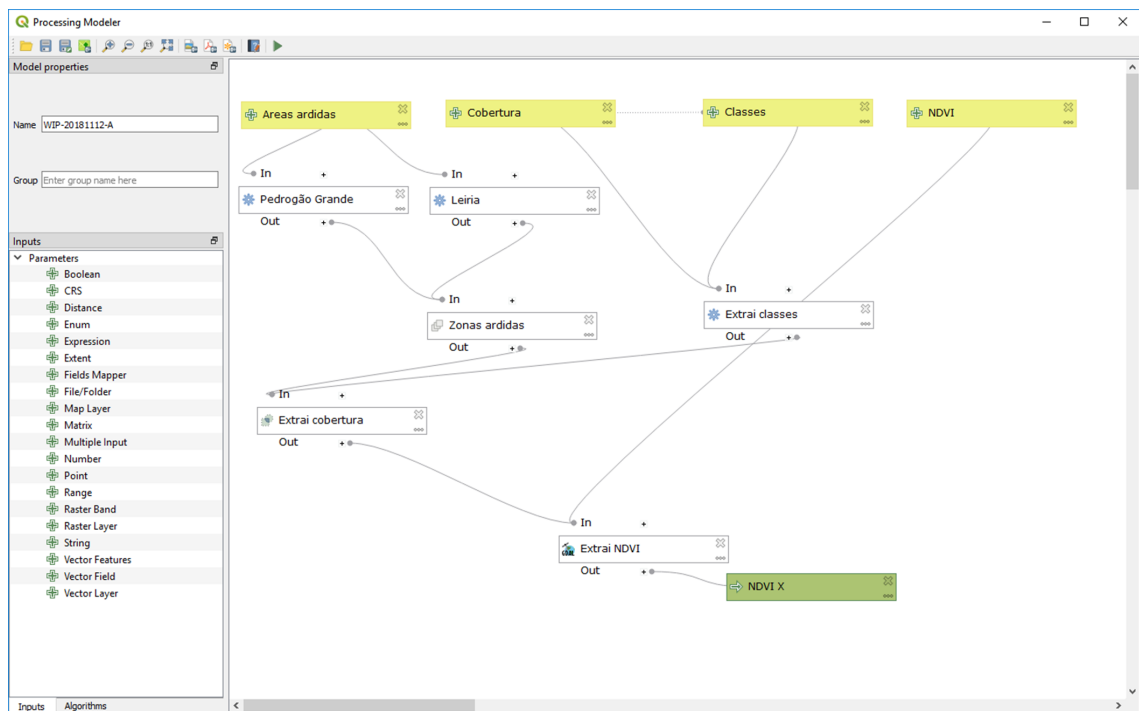 Processing Modeler
Model properties
Name WIP-20181112-A
Group Enter group name here
Inputs
Parameters
Boolean
CRS
Distance
Enum
Expression
Extent
Fields Mapper
File/Folder
Map Layer
Matrix
Multiple Input
Number
Point
Range
Raster Band
Raster Layer
String
Vector Features
Vector Field
Vector Layer
Inputs Algorithms
Areas ardidas
Cobertura
Classes
NDVI
In
Pedrogão Grande
Out
In
Leiria
Out
In
Zonas ardidas
Out
In
Extrai classes
Out
In
Extrai cobertura
Out
In
GDAL Extrai NDVI
Out
NDVI X